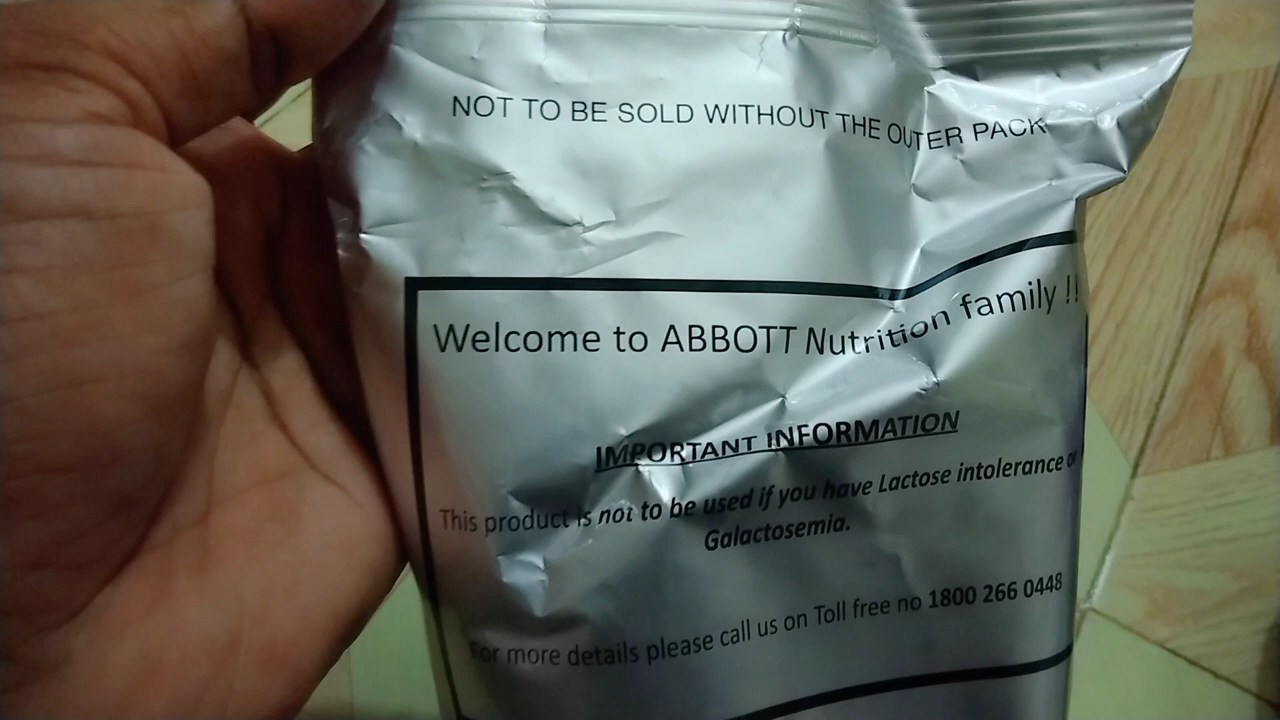 NOT TO BE SOLD WITHOUT THE OUTER PACK
Welcome to ABBOTT Nutrition family !!
IMPORTANT INFORMATION
This product is not to be used if you have Lactose intolerance or
Galactosemia.
For more details please call us on Toll free no 1800 266 0448